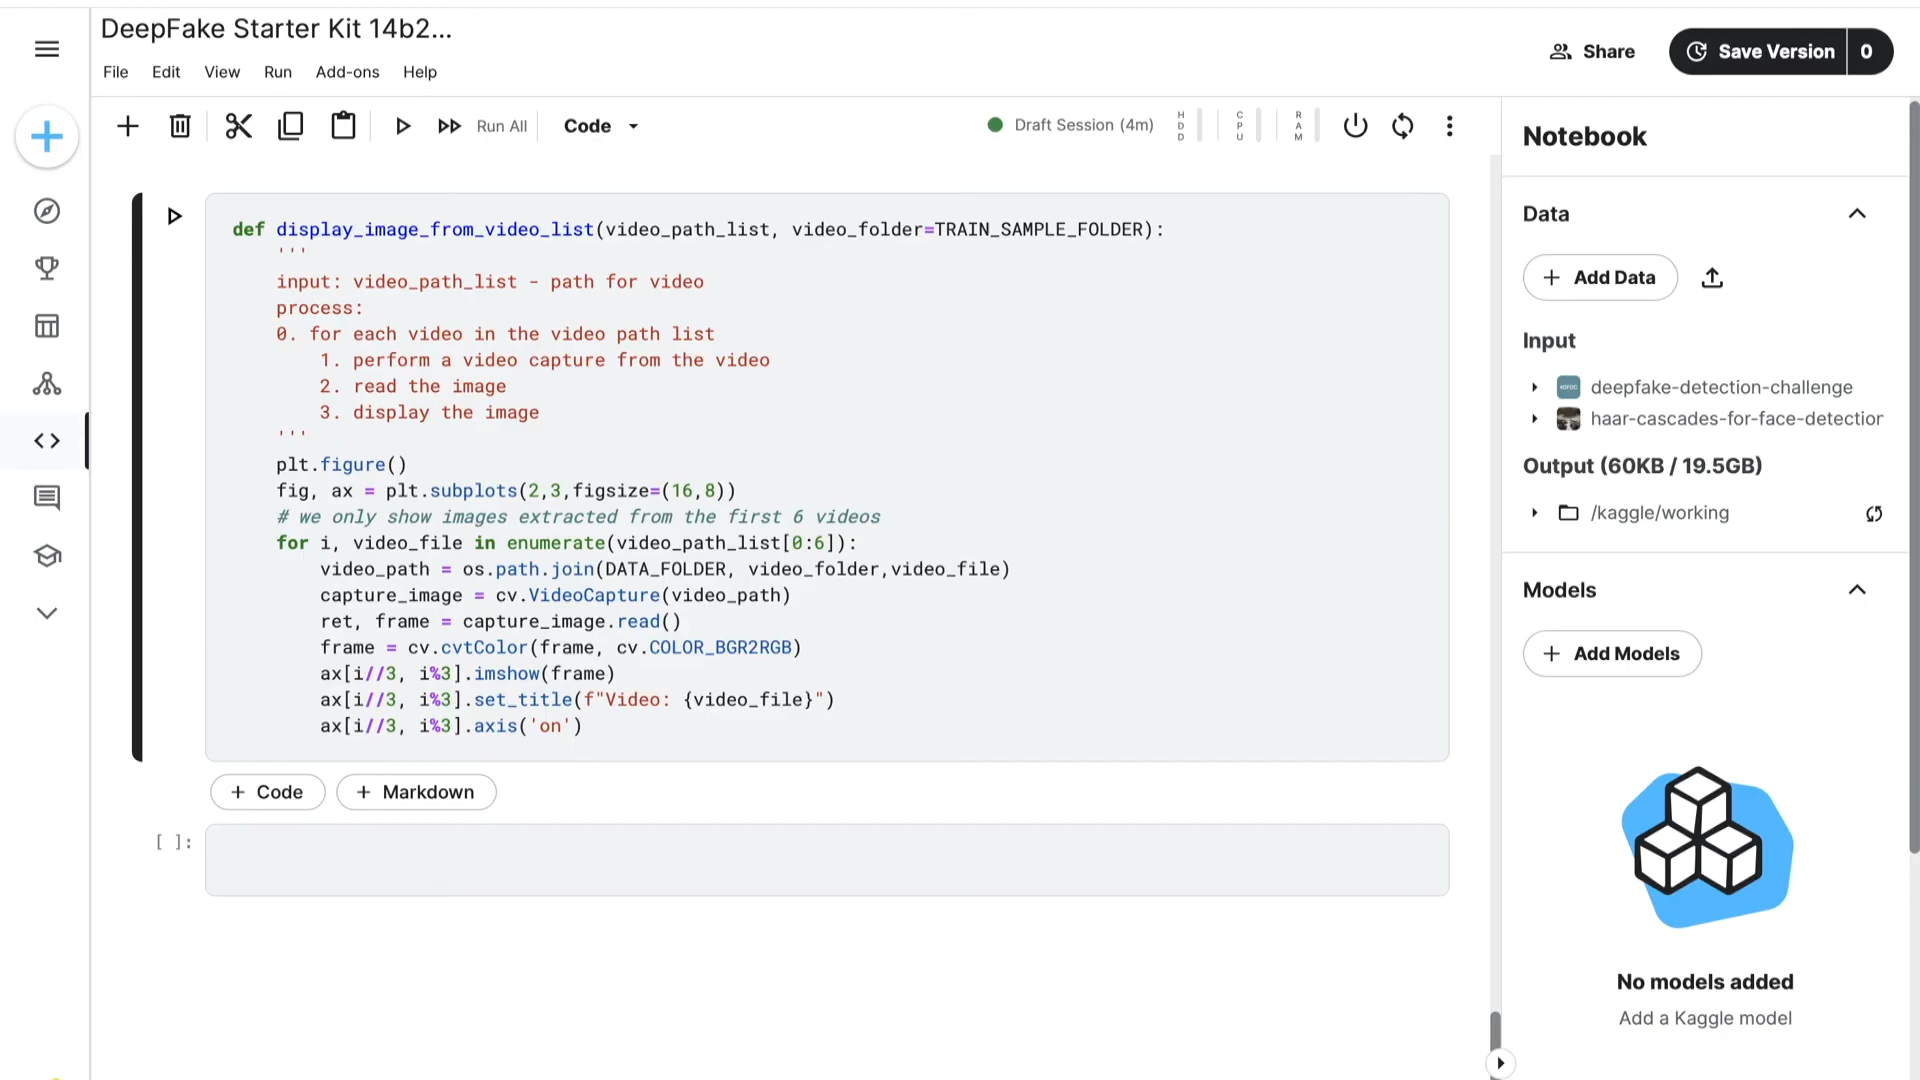 DeepFake Starter Kit 14b2...
File Edit View Run Add-ons Help
Share
Save Version 0
Run All
Code
Draft Session (4m)
HDD
CPU
RAM
def display_image_from_video_list(video_path_list, video_folder=TRAIN_SAMPLE_FOLDER):
'''
input: video_path_list - path for video
process:
0. for each video in the video path list
1. perform a video capture from the video
2. read the image
3. display the image
'''
plt.figure()
fig, ax = plt.subplots(2,3,figsize=(16,8))
# we only show images extracted from the first 6 videos
for i, video_file in enumerate(video_path_list[0:6]):
video_path = os.path.join(DATA_FOLDER, video_folder,video_file)
capture_image = cv.VideoCapture(video_path)
ret, frame = capture_image.read()
frame = cv.cvtColor(frame, cv.COLOR_BGR2RGB)
ax[i//3, i%3].imshow(frame)
ax[i//3, i%3].set_title(f"Video: {video_file}")
ax[i//3, i%3].axis('on')
+ Code
+ Markdown
[ ]:
Notebook
Data
+ Add Data
Input
deepfake-detection-challenge
haar-cascades-for-face-detection
Output (60KB / 19.5GB)
/kaggle/working
Models
+ Add Models
No models added
Add a Kaggle model